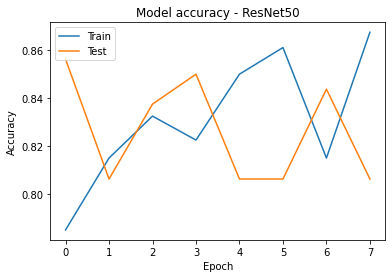 Model accuracy - ResNet50
Train
Test
0.86
0.84
0.82
0.80
Accuracy
0 1 2 3 4 5 6 7
Epoch